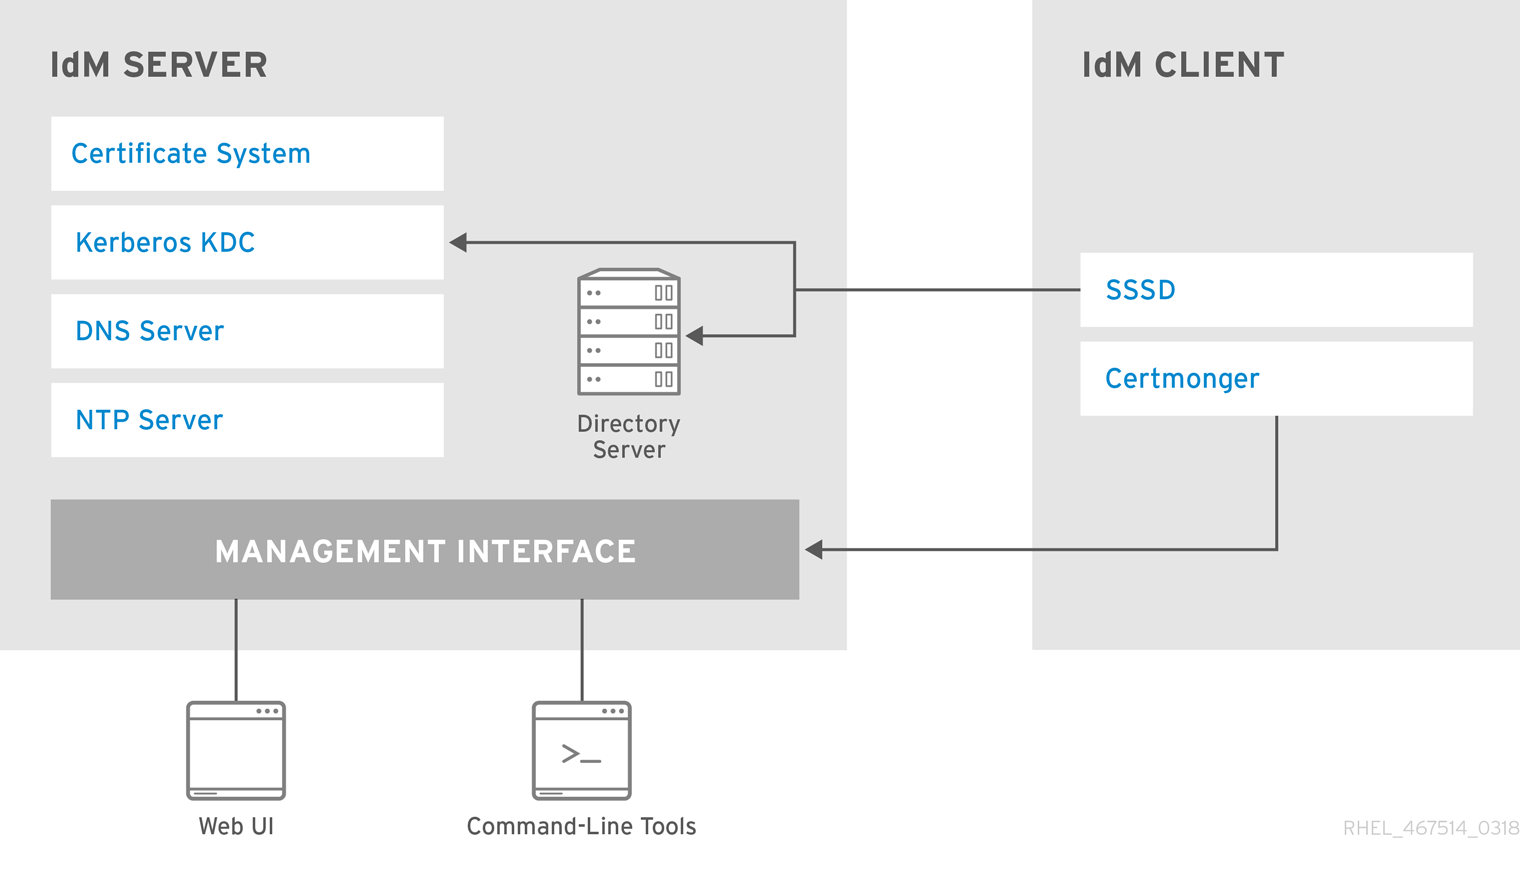 IdM SERVER
Certificate System
Kerberos KDC
DNS Server
NTP Server
Directory
Server
MANAGEMENT INTERFACE
Web UI
Command-Line Tools
IdM CLIENT
SSSD
Certmonger
>_
RHEL_467514_0318